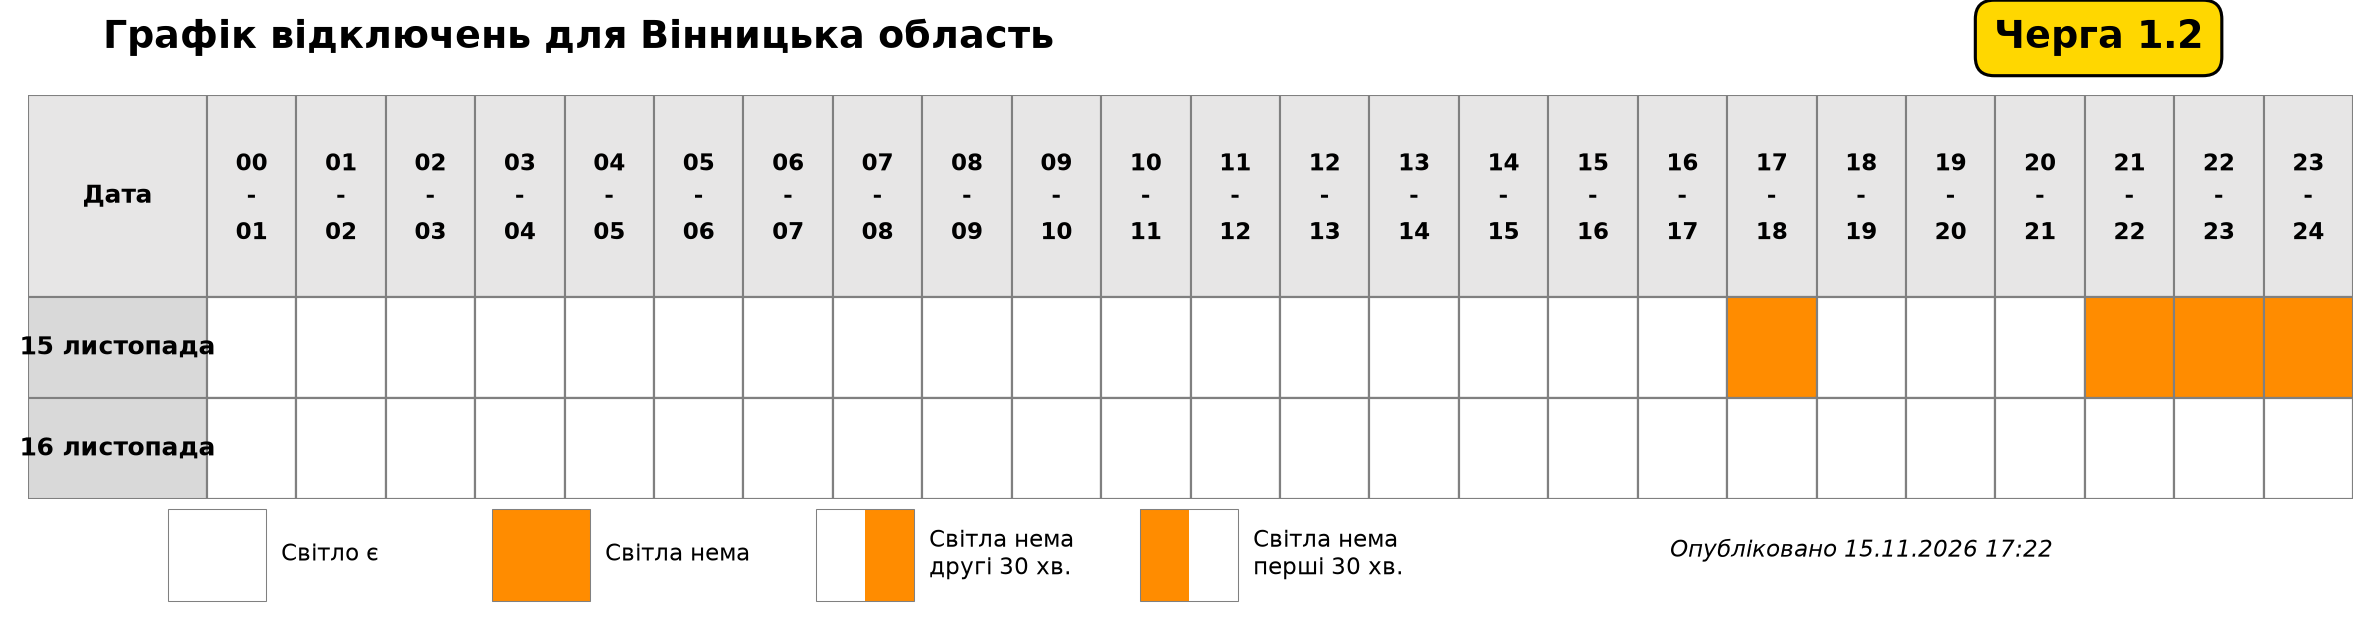 Графік відключень для Вінницька область
Черга 1.2
Дата
00 - 01
01 - 02
02 - 03
03 - 04
04 - 05
05 - 06
06 - 07
07 - 08
08 - 09
09 - 10
10 - 11
11 - 12
12 - 13
13 - 14
14 - 15
15 - 16
16 - 17
17 - 18
18 - 19
19 - 20
20 - 21
21 - 22
22 - 23
23 - 24
15 листопада
16 листопада
Світло є
Світла нема
Світла нема
другі 30 хв.
Світла нема
перші 30 хв.
Опубліковано 15.11.2026 17:22